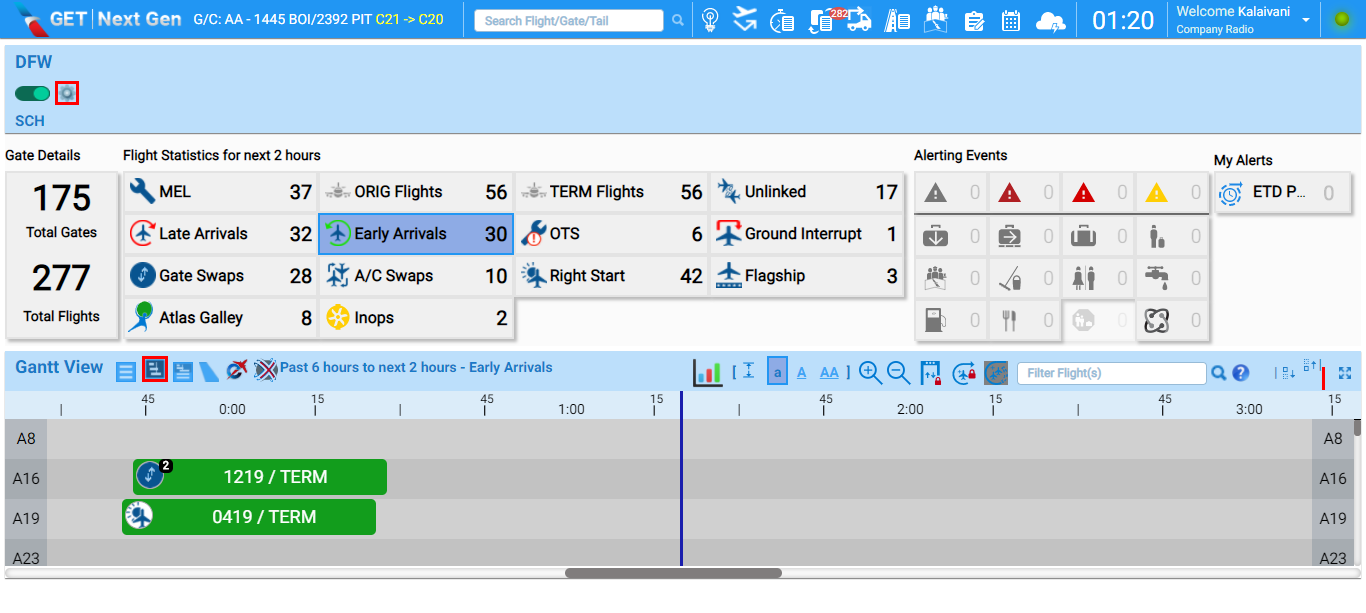 GET Next Gen G/C: AA - 1445 BOI/2392 PIT C21 -> C20 Search Flight/Gate/Tail 282 01:20 Welcome Kalaivani
Company Radio
DFW
SCH
Gate Details Flight Statistics for next 2 hours Alerting Events My Alerts
175 MEL 37 ORIG Flights 56 TERM Flights 56 Unlinked 17 0 0 0 0 ETD P... 0
Total Gates Late Arrivals 32 Early Arrivals 30 OTS 6 Ground Interrupt 1 0 0 0 0
277 Gate Swaps 28 A/C Swaps 10 Right Start 42 Flagship 3 0 0 0 0
Total Flights Atlas Galley 8 Inops 2 0 0 0 0
Gantt View Past 6 hours to next 2 hours - Early Arrivals [ a A AA ] Filter Flight(s) ?
45 0:00 15 45 1:00 15 45 2:00 15 45 3:00 15
A8 A8
A16 2 1219 / TERM A16
A19 0419 / TERM A19
A23 A23